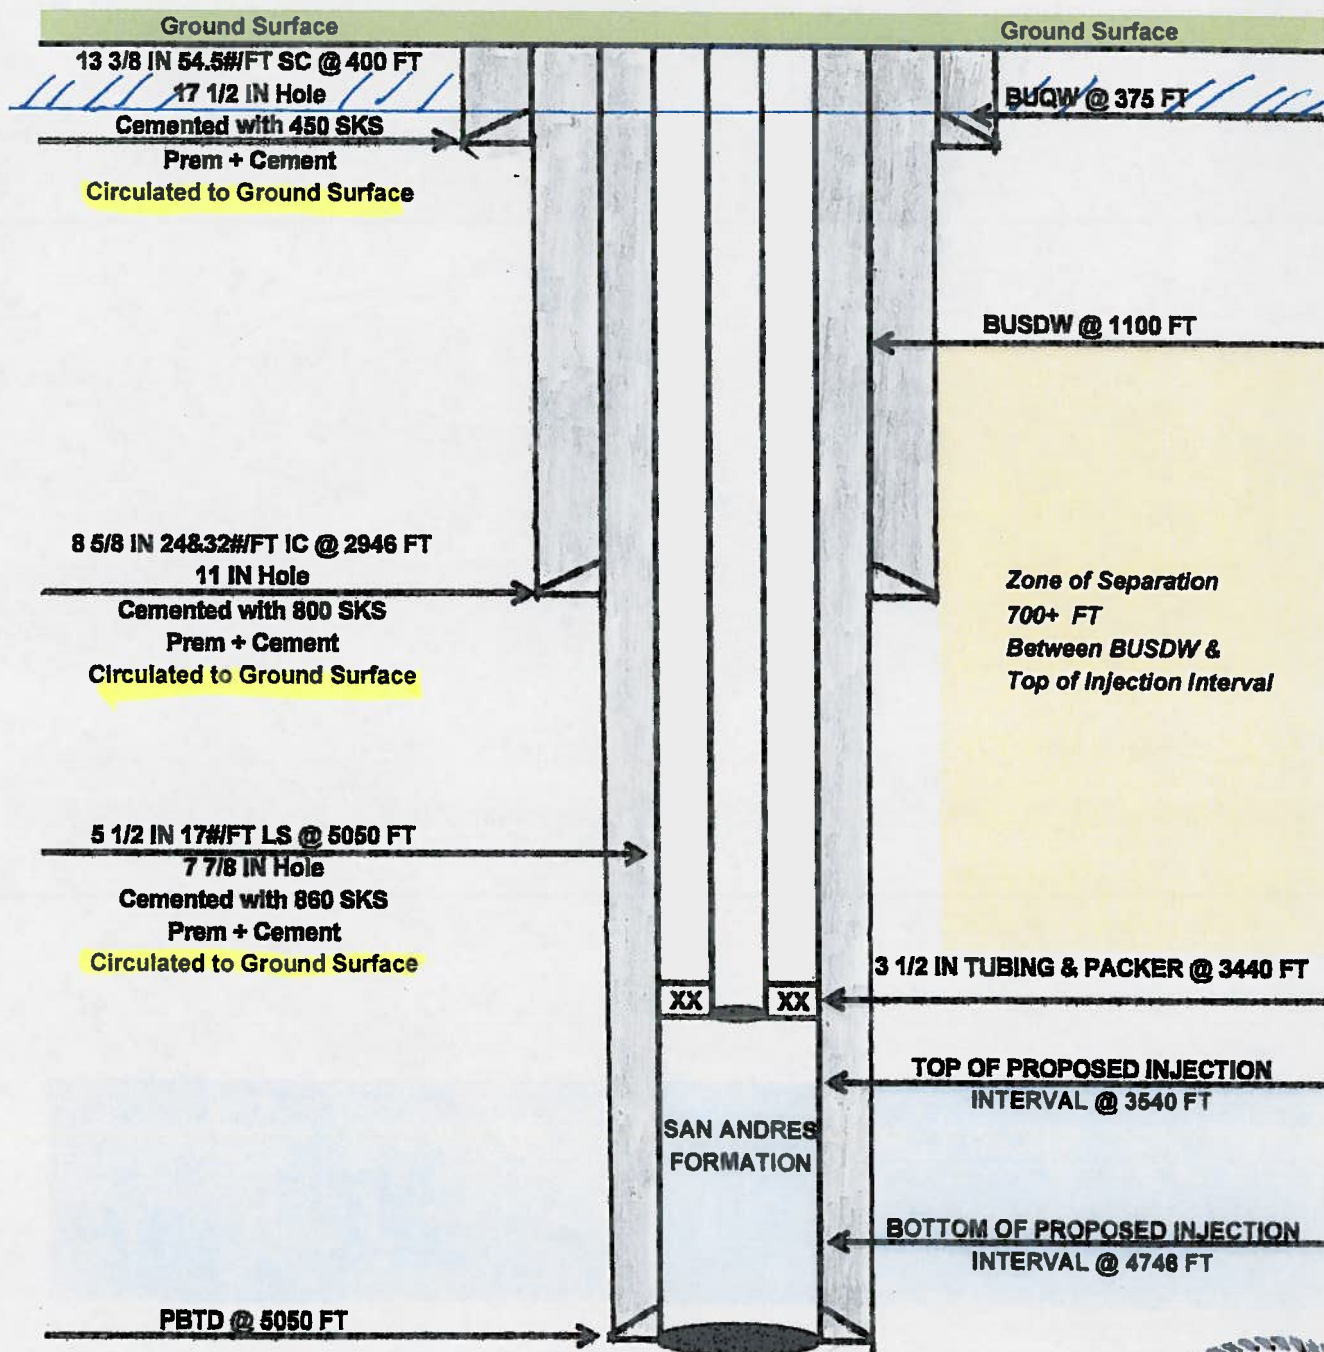 Ground Surface
Ground Surface
13 3/8 IN 54.5#/FT SC @ 400 FT
17 1/2 IN Hole
Cemented with 450 SKS
Prem + Cement
Circulated to Ground Surface
BUQW @ 375 FT
BUSDW @ 1100 FT
8 5/8 IN 24&32#/FT IC @ 2946 FT
11 IN Hole
Cemented with 800 SKS
Prem + Cement
Circulated to Ground Surface
Zone of Separation
700+ FT
Between BUSDW &
Top of Injection Interval
5 1/2 IN 17#/FT LS @ 5050 FT
7 7/8 IN Hole
Cemented with 860 SKS
Prem + Cement
Circulated to Ground Surface
3 1/2 IN TUBING & PACKER @ 3440 FT
XX XX
TOP OF PROPOSED INJECTION
INTERVAL @ 3540 FT
SAN ANDRES
FORMATION
BOTTOM OF PROPOSED INJECTION
INTERVAL @ 4746 FT
PBTD @ 5050 FT